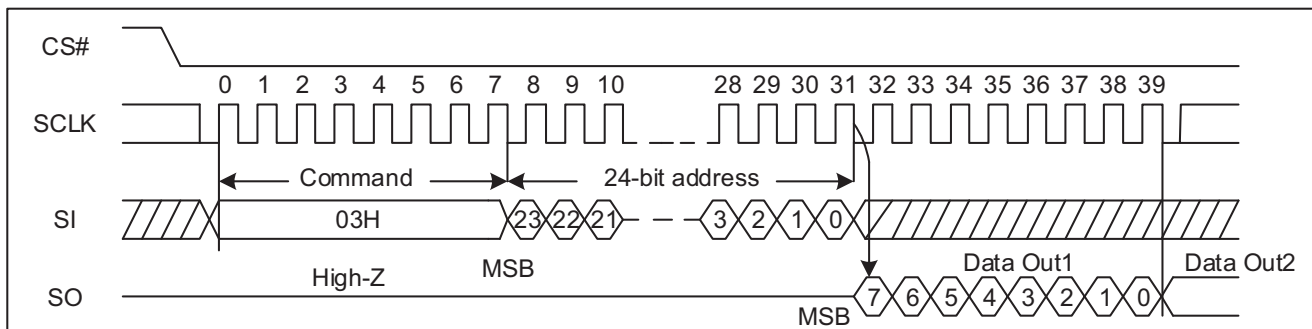 CS#
0 1 2 3 4 5 6 7 8 9 10 28 29 30 31 32 33 34 35 36 37 38 39
SCLK
Command 24-bit address
SI 03H 23 22 21 3 2 1 0
MSB
High-Z Data Out1 Data Out2
SO 7 6 5 4 3 2 1 0
MSB